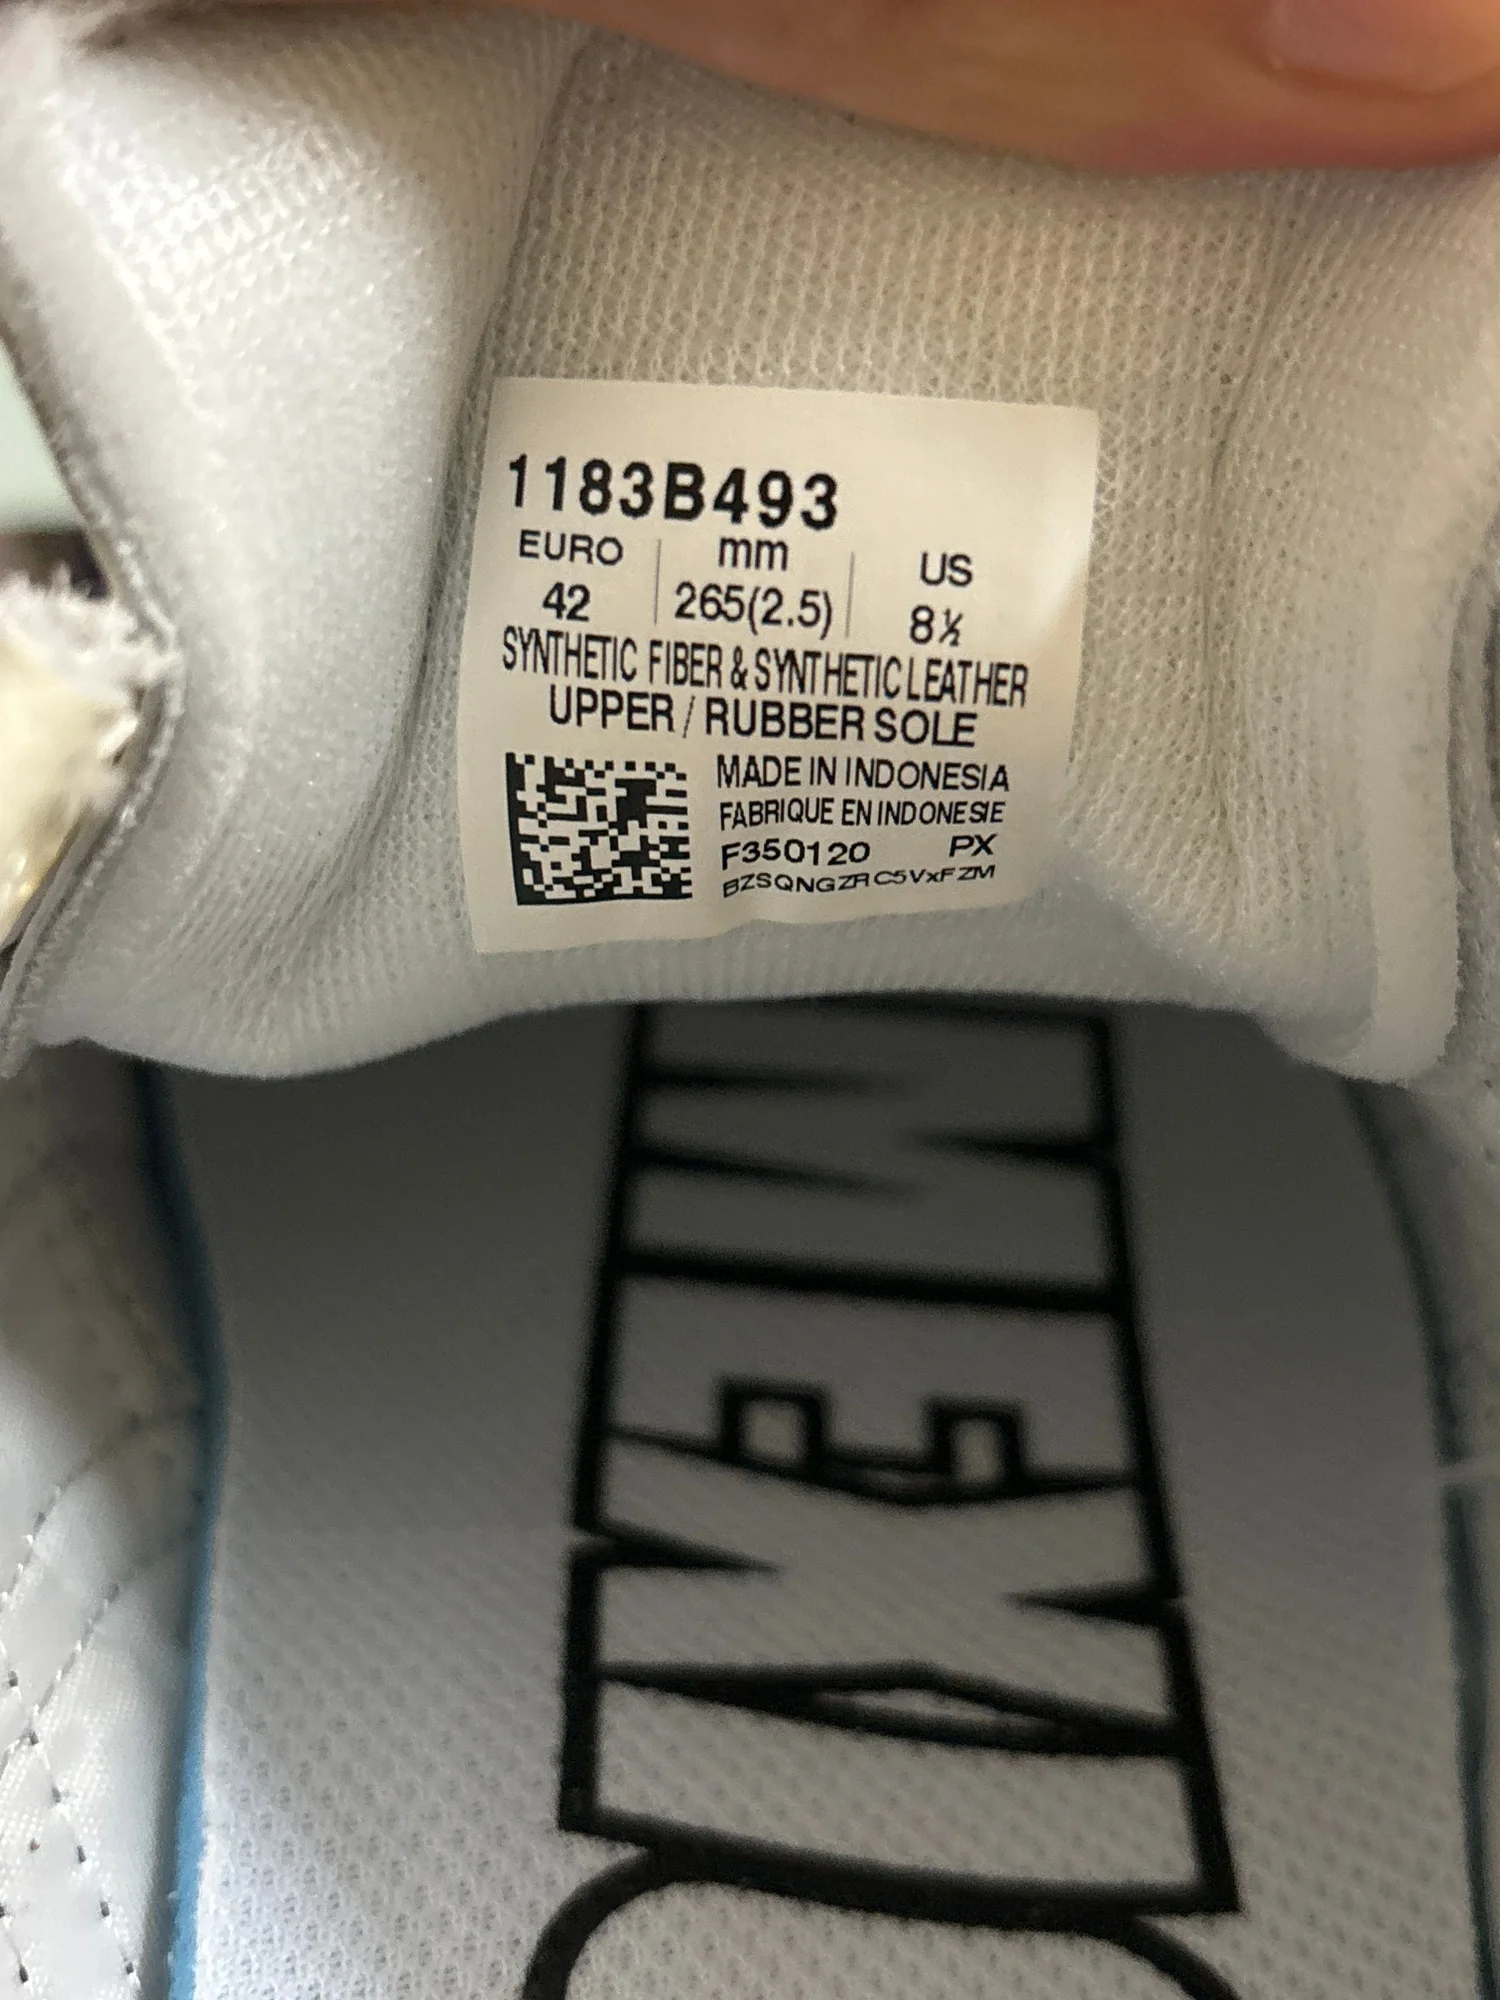 1183B493
EURO mm US
42 265(2.5) 8½
SYNTHETIC FIBER & SYNTHETIC LEATHER
UPPER / RUBBER SOLE
MADE IN INDONESIA
FABRIQUE EN INDONESIE
F350120 PX
BZSQNGZRC5VxFZM